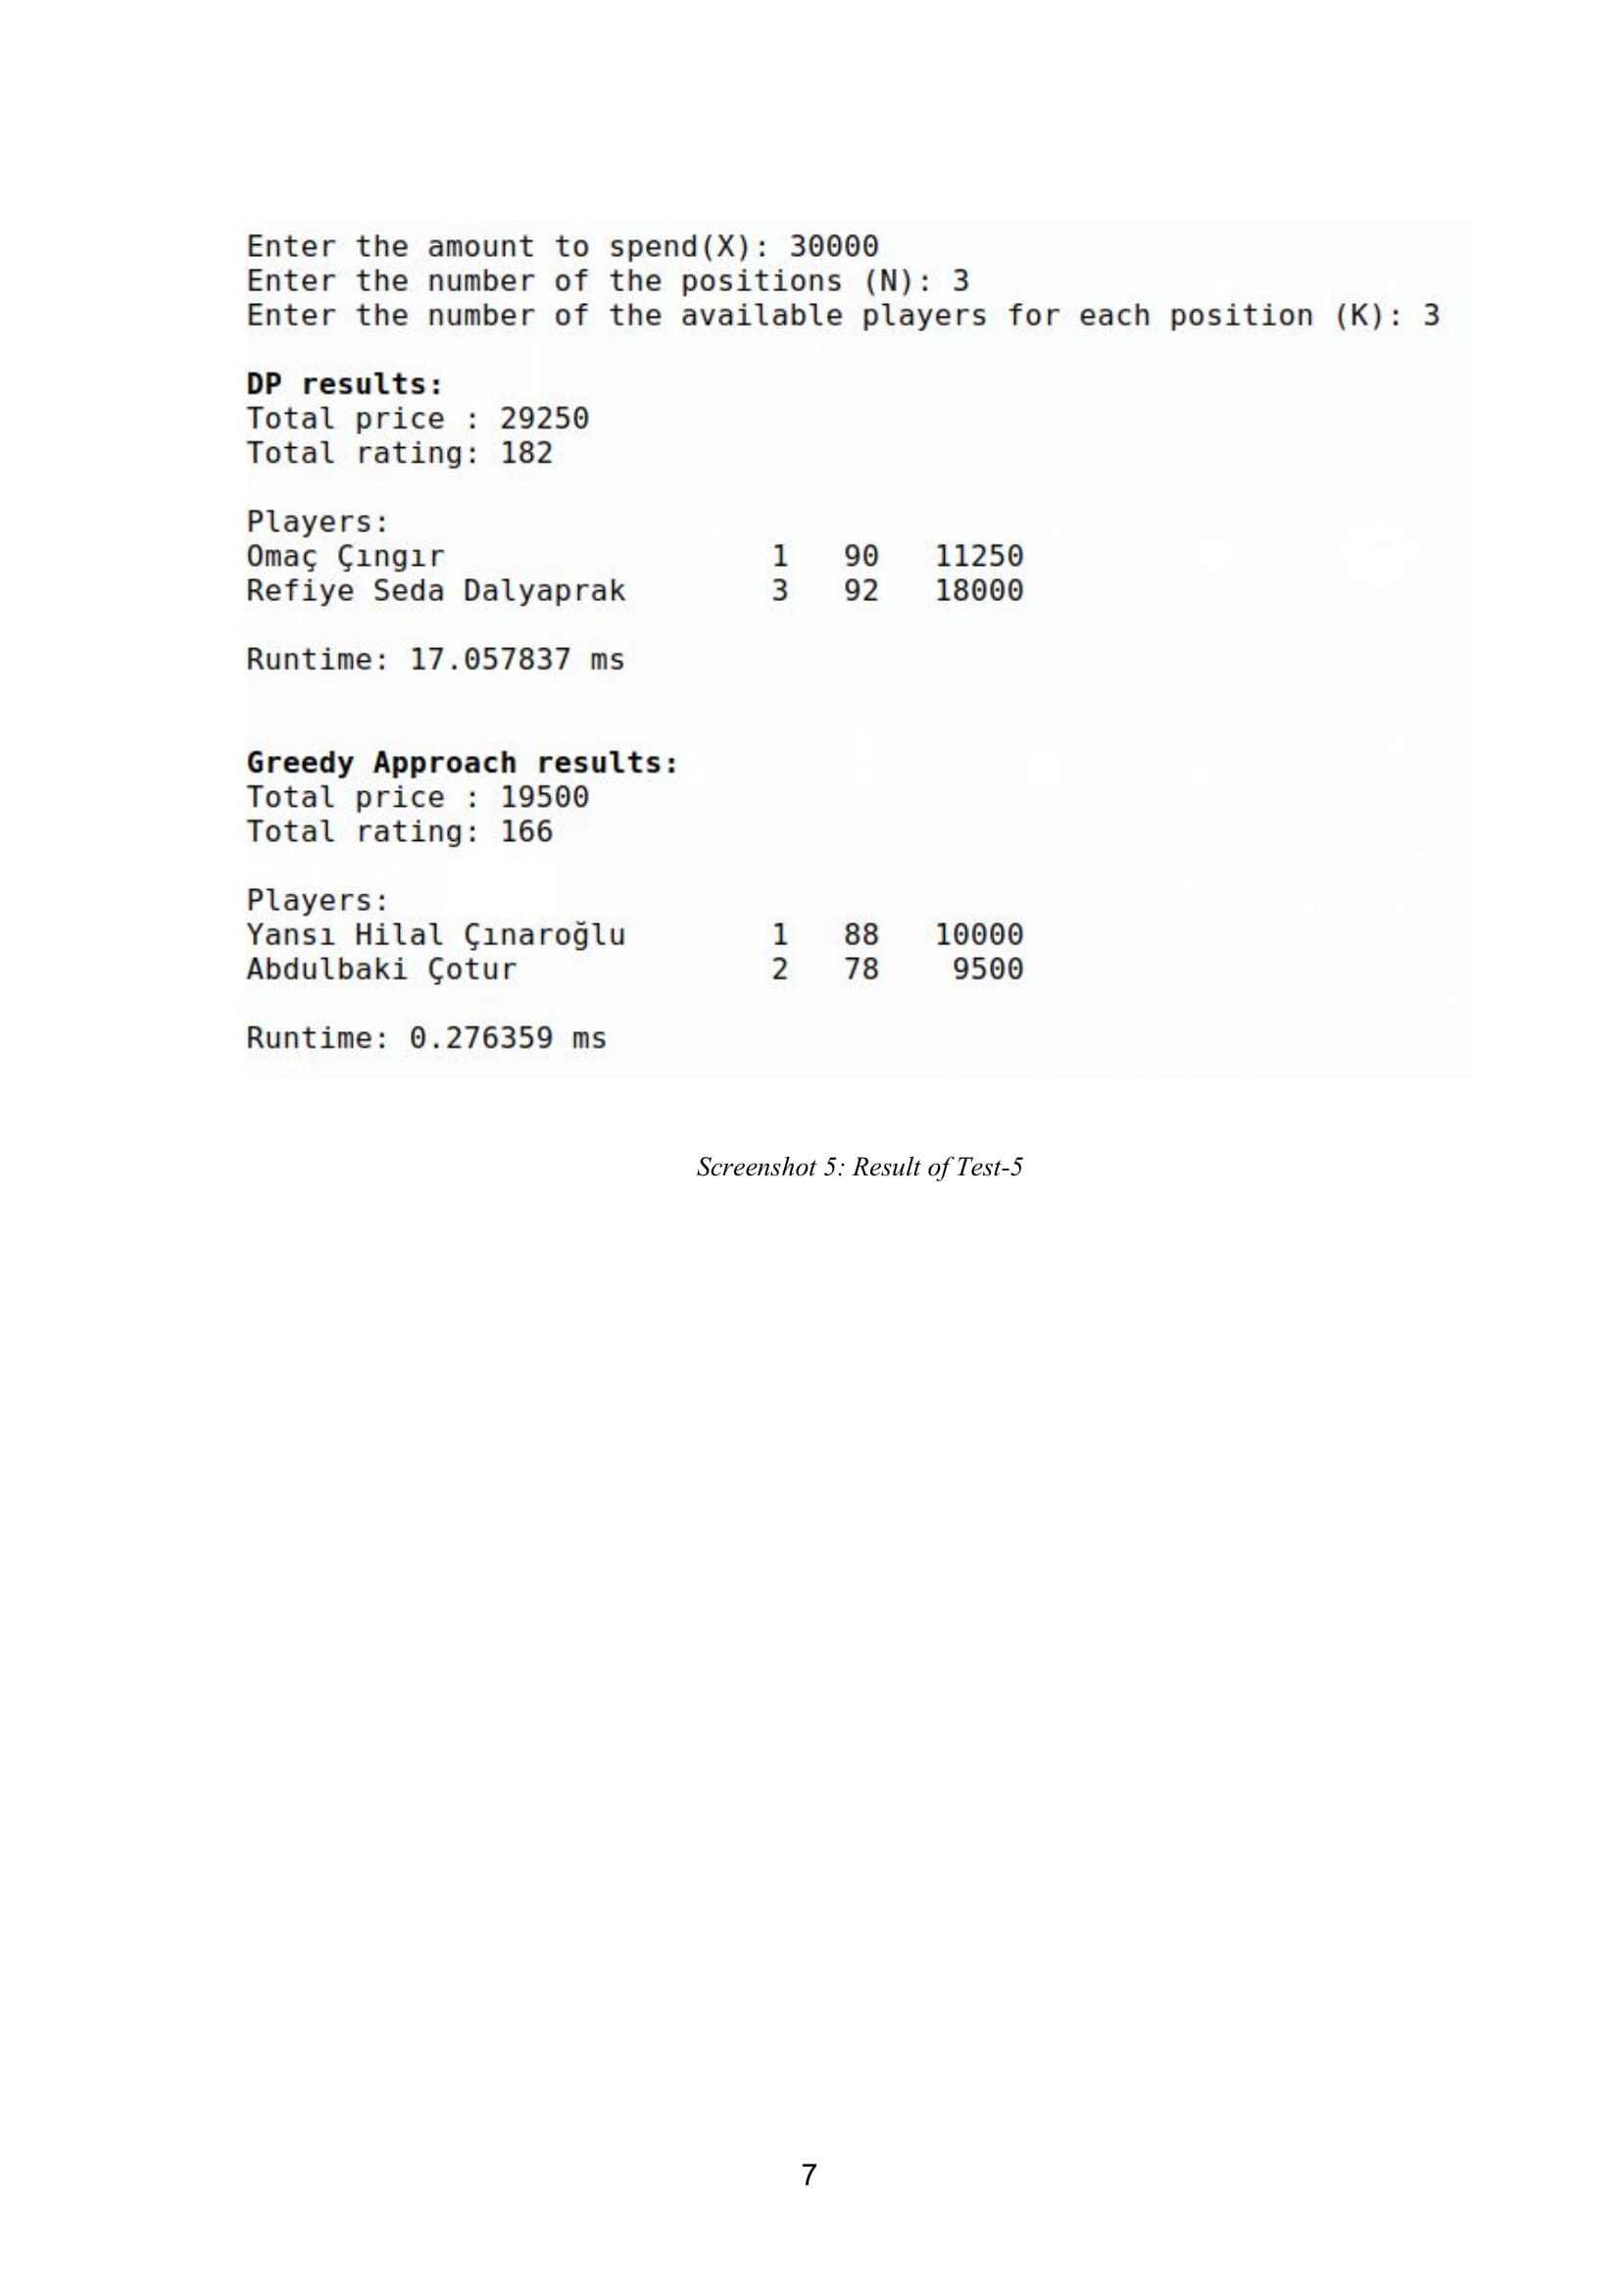 Enter the amount to spend(X): 30000
Enter the number of the positions (N): 3
Enter the number of the available players for each position (K): 3
DP results:
Total price : 29250
Total rating: 182
Players:
Omaç Çıngır 1 90 11250
Refiye Seda Dalyaprak 3 92 18000
Runtime: 17.057837 ms
Greedy Approach results:
Total price : 19500
Total rating: 166
Players:
Yansı Hilal Çınaroğlu 1 88 10000
Abdulbaki Çotur 2 78 9500
Runtime: 0.276359 ms
Screenshot 5: Result of Test-5
7